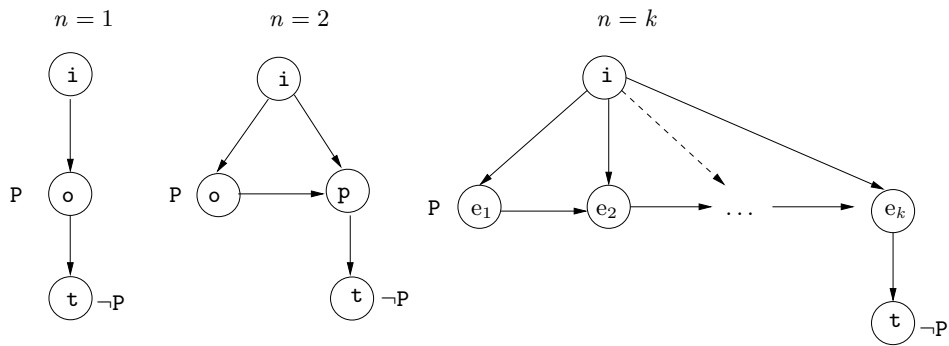 n = 1
n = 2
n = k
i
i
i
P
o
P
o
p
P
e₁
e₂
...
eₖ
t
¬P
t
¬P
t
¬P